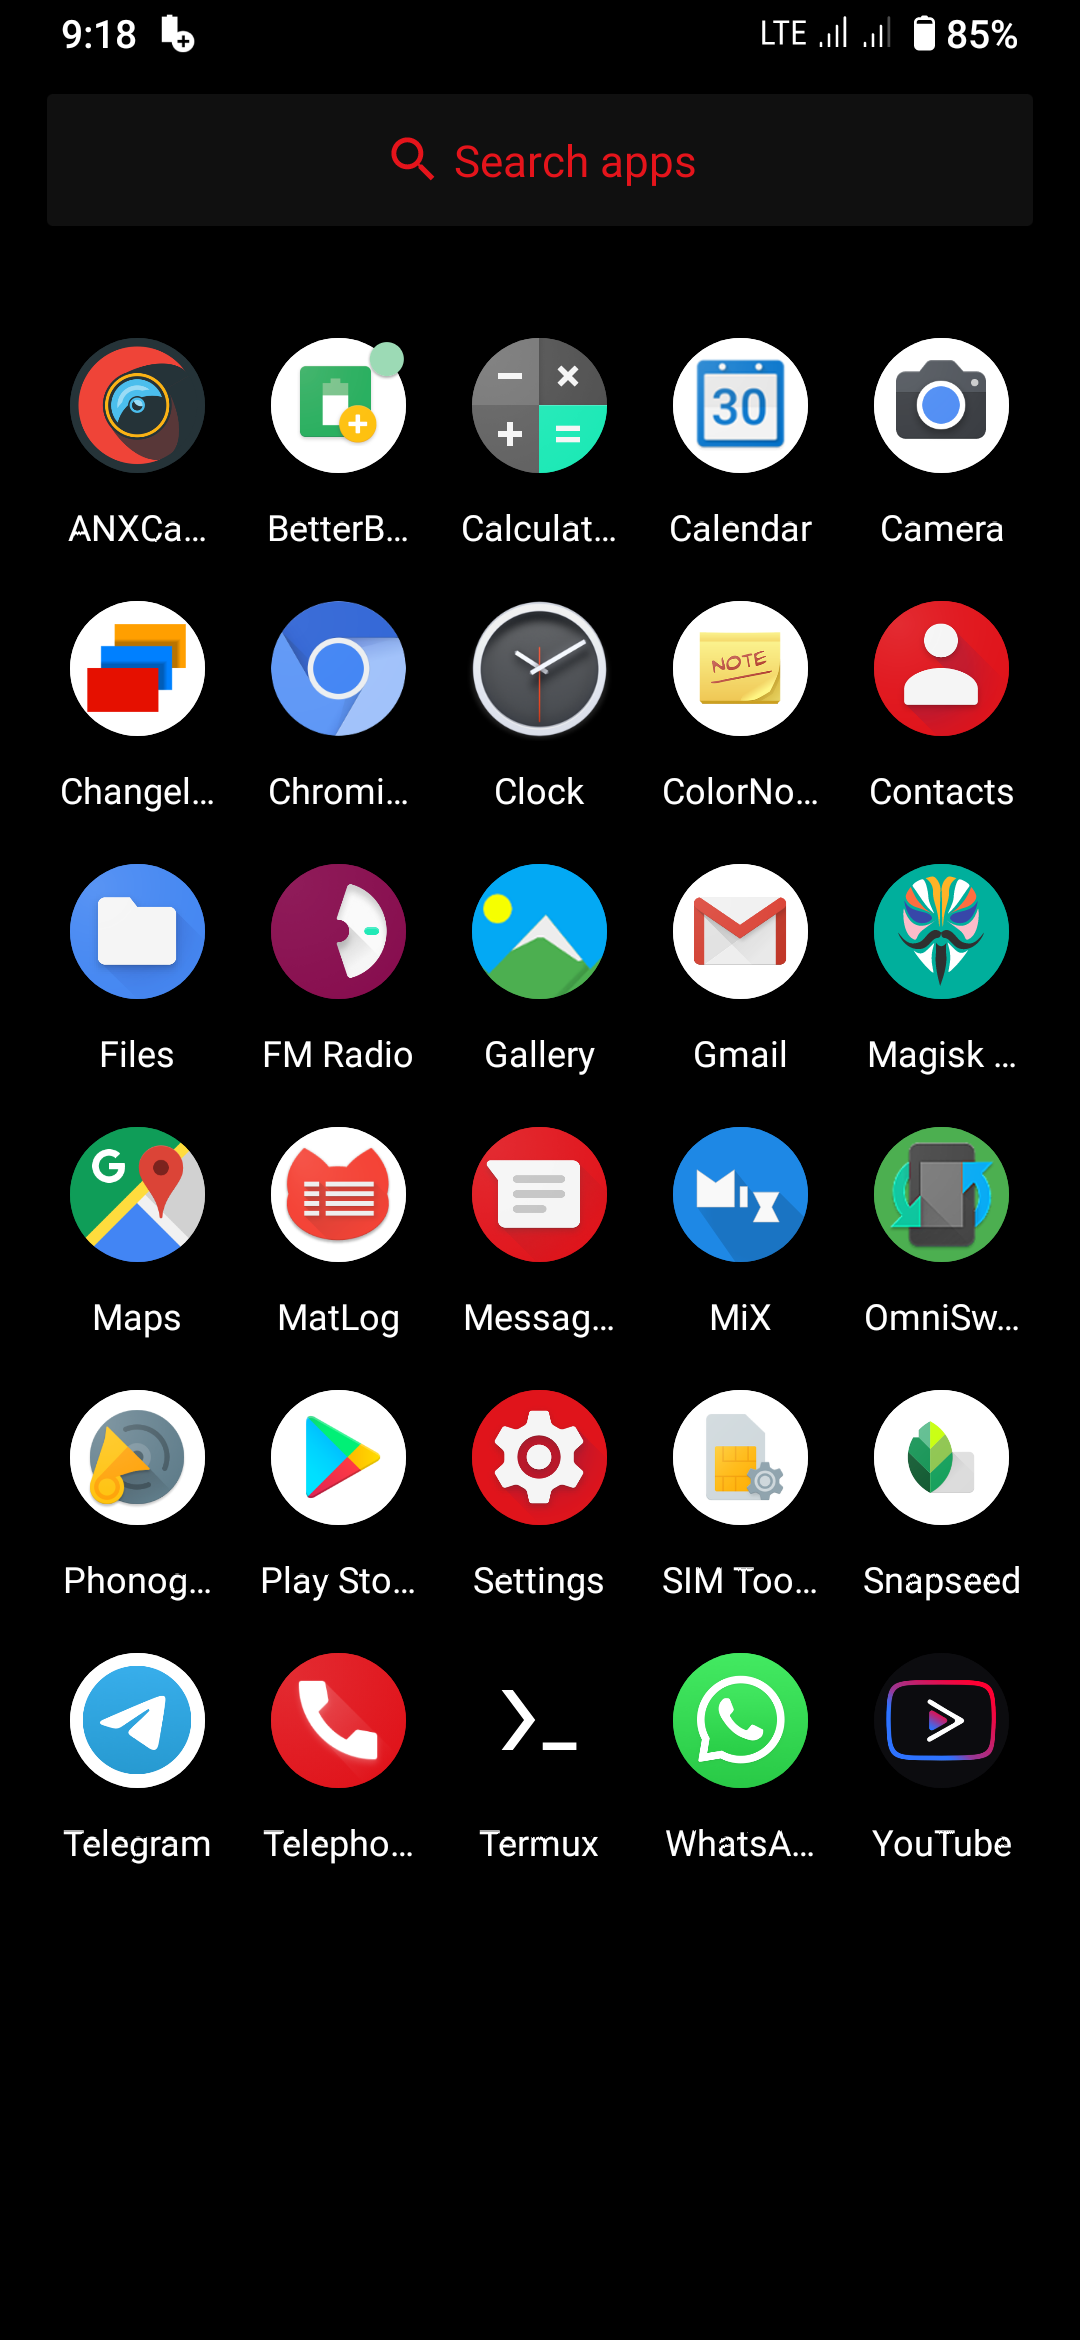 9:18 LTE 85%
Search apps
30
ANXCa… BetterB… Calculat… Calendar Camera
NOTE
Changel… Chromi… Clock ColorNo… Contacts
Files FM Radio Gallery Gmail Magisk …
G
Maps MatLog Messag… MiX OmniSw…
Phonog… Play Sto… Settings SIM Too… Snapseed
Telegram Telepho… Termux WhatsA… YouTube